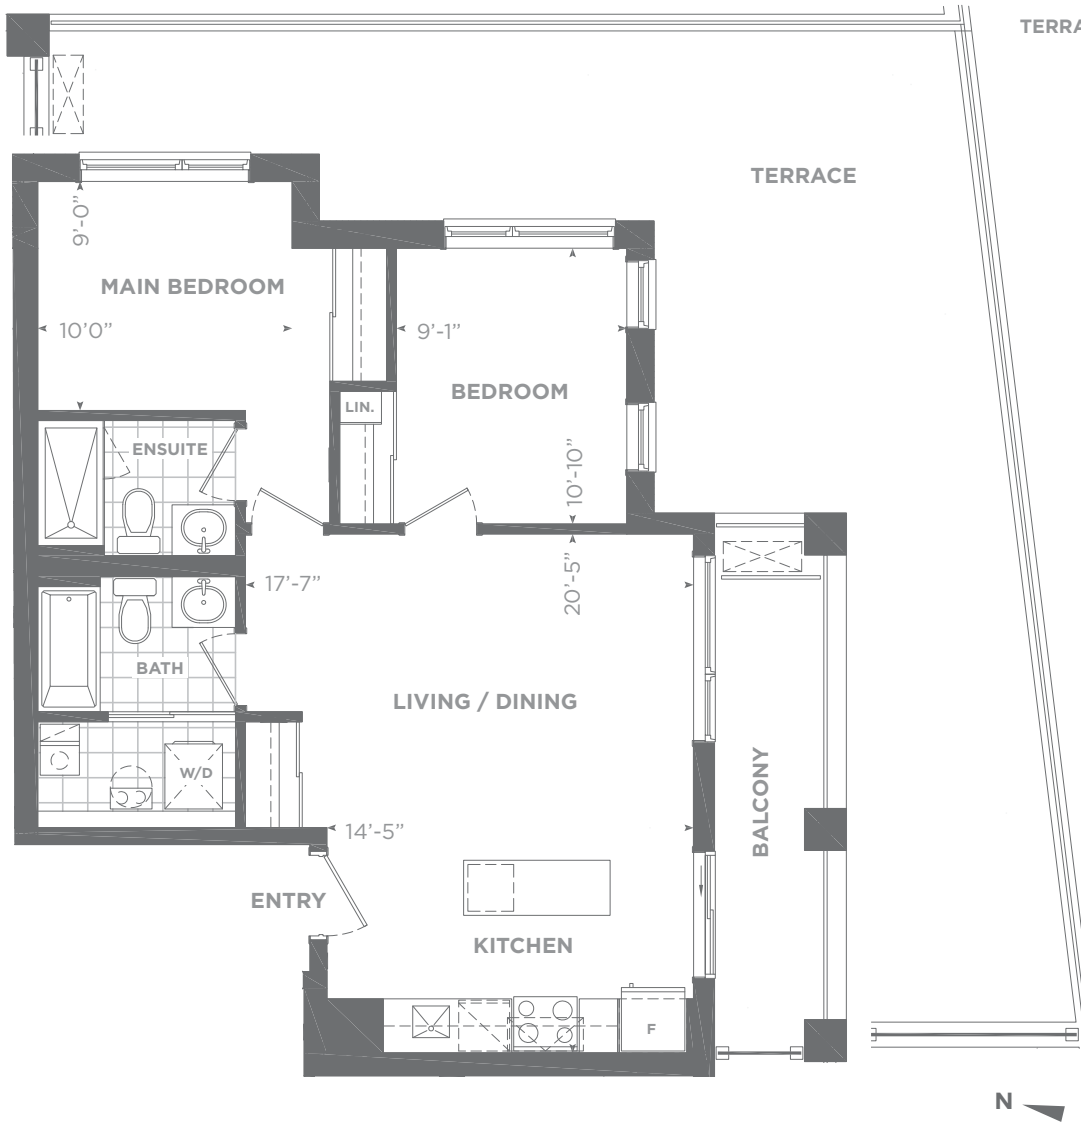 TERRA
TERRACE
9'-0"
MAIN BEDROOM
10'0"
9'-1"
BEDROOM
LIN.
ENSUITE
10'-10"
17'-7"
20'-5"
BATH
LIVING / DINING
W/D
BALCONY
14'-5"
ENTRY
KITCHEN
F
N